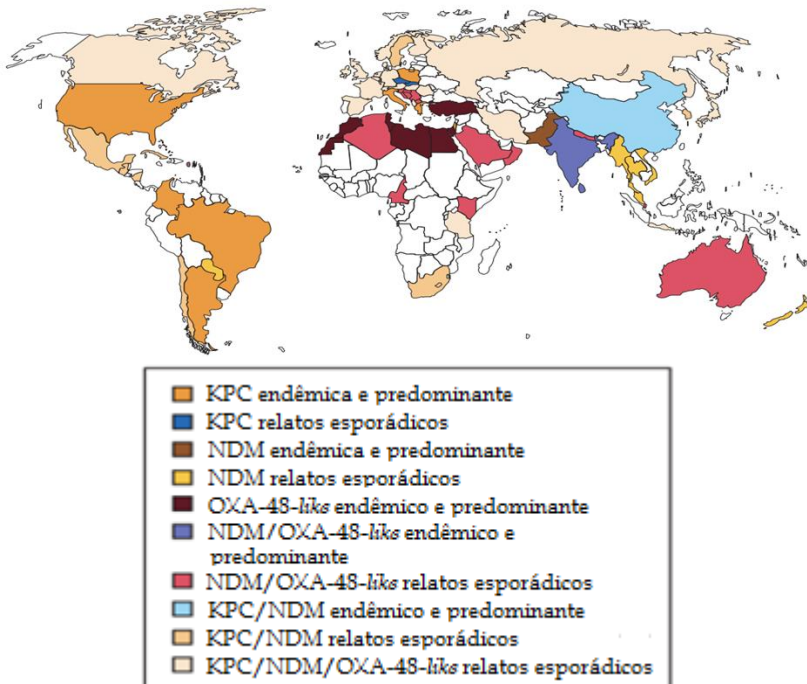 KPC endêmica e predominante
KPC relatos esporádicos
NDM endêmica e predominante
NDM relatos esporádicos
OXA-48-liks endêmico e predominante
NDM/OXA-48-liks endêmico e
predominante
NDM/OXA-48-liks relatos esporádicos
KPC/NDM endêmico e predominante
KPC/NDM relatos esporádicos
KPC/NDM/OXA-48-liks relatos esporádicos